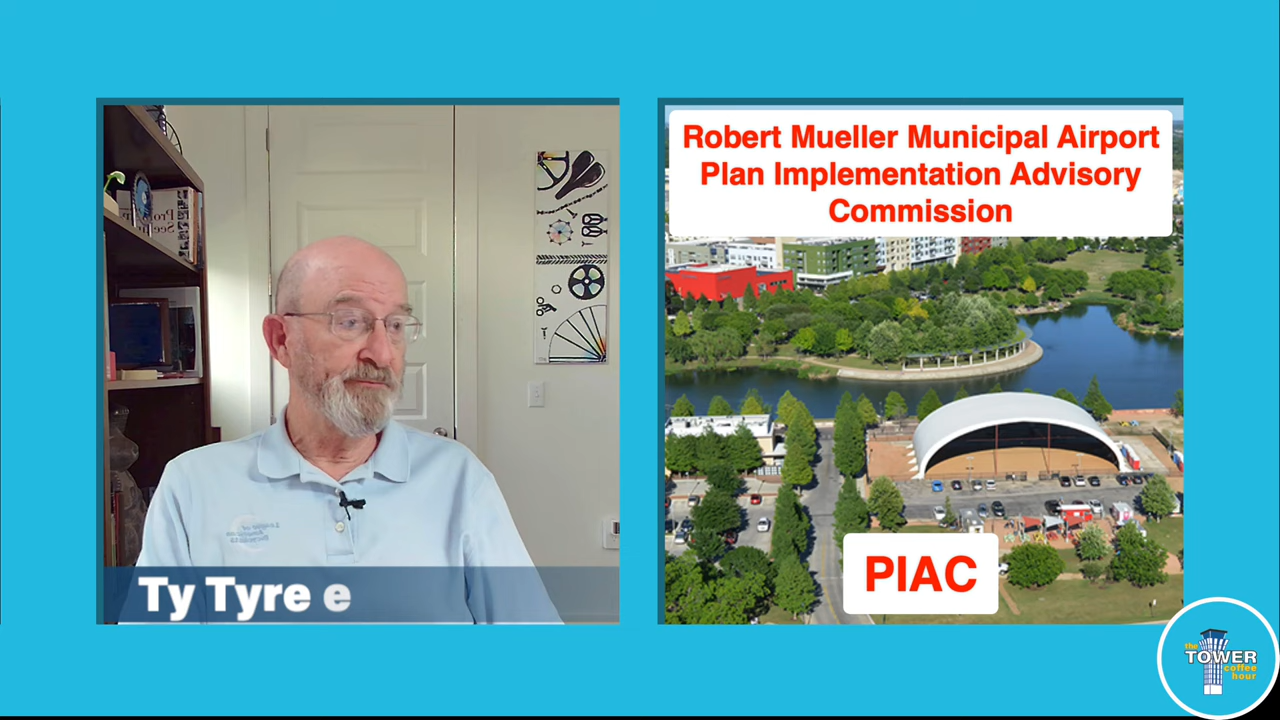 Robert Mueller Municipal Airport
Plan Implementation Advisory
Commission
PIAC
Ty Tyre e
the
TOWER
coffee
hour